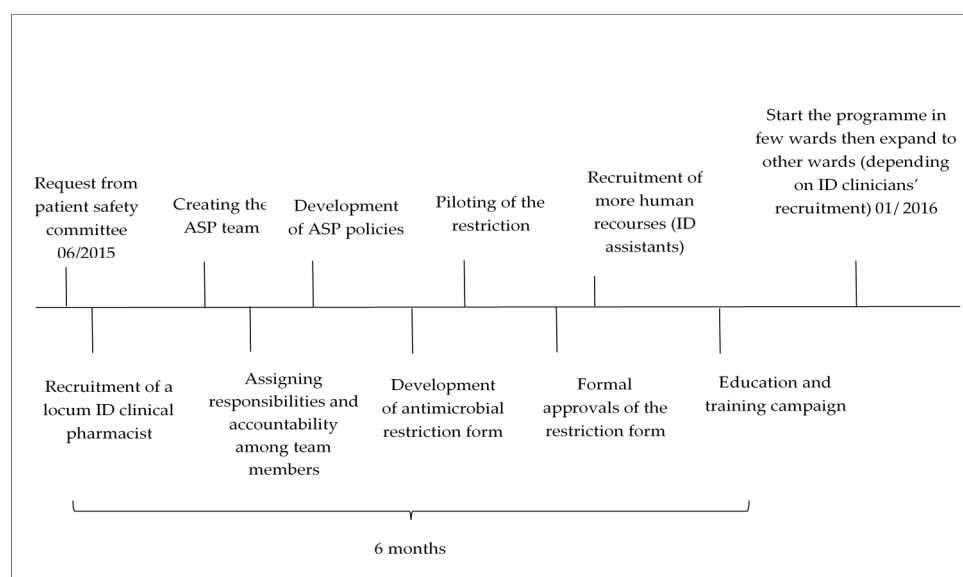 Request from
patient safety
committee
06/2015
Creating the
ASP team
Development
of ASP policies
Piloting of the
restriction
Recruitment of
more human
recourses (ID
assistants)
Start the programme in
few wards then expand to
other wards (depending
on ID clinicians’
recruitment) 01/ 2016
Recruitment of a
locum ID clinical
pharmacist
Assigning
responsibilities and
accountability
among team
members
Development
of antimicrobial
restriction form
Formal
approvals of the
restriction form
Education and
training campaign
6 months